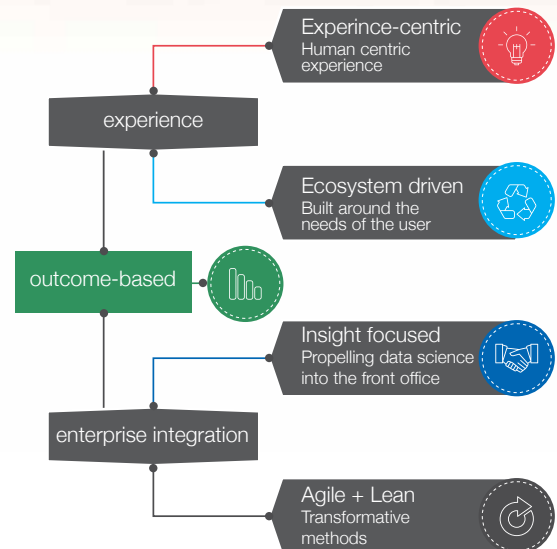 Experince-centric
Human centric
experience
experience
Ecosystem driven
Built around the
needs of the user
outcome-based
Insight focused
Propelling data science
into the front office
enterprise integration
Agile + Lean
Transformative
methods